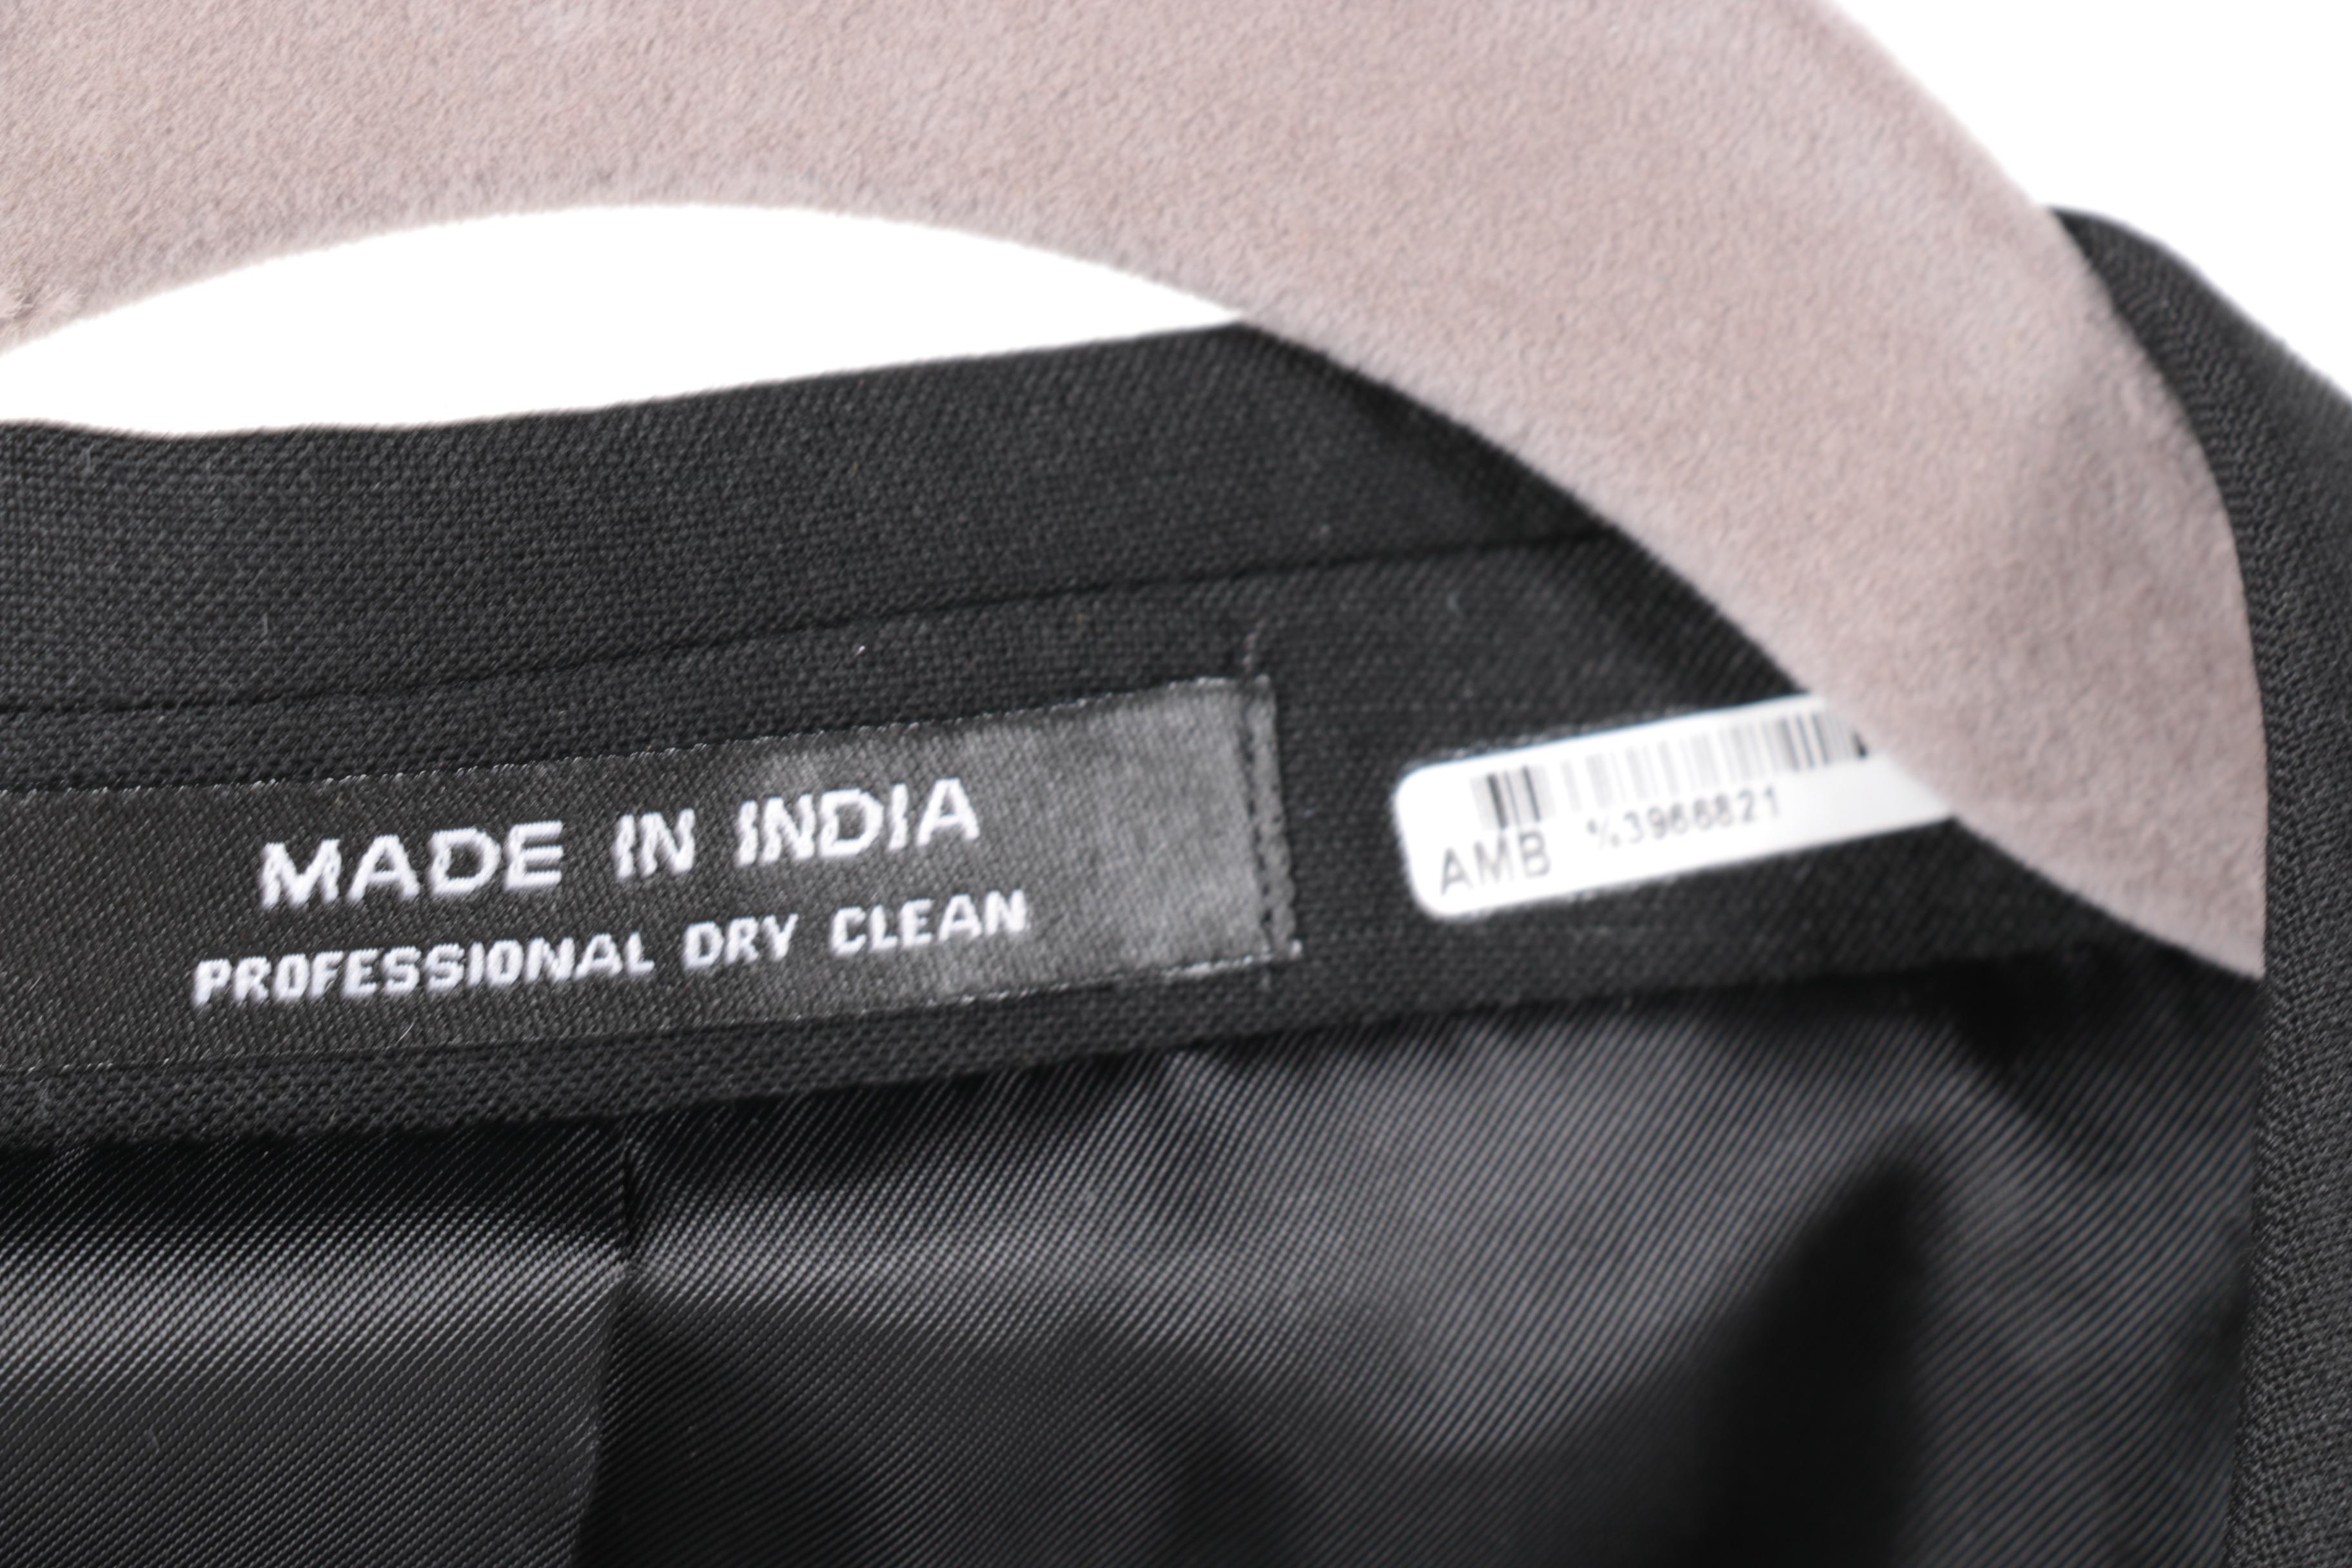 MADE IN INDIA
PROFESSIONAL DRY CLEAN
AMB %3966821